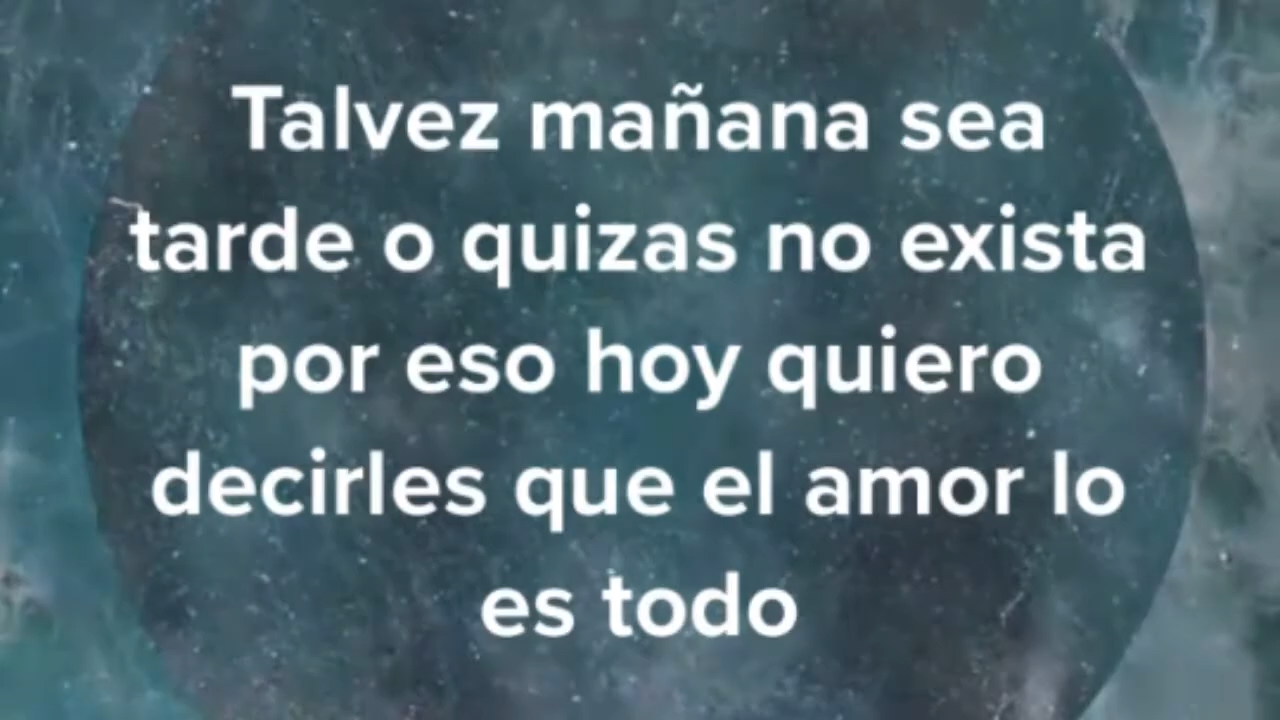 Talvez mañana sea
tarde o quizas no exista
por eso hoy quiero
decirles que el amor lo
es todo